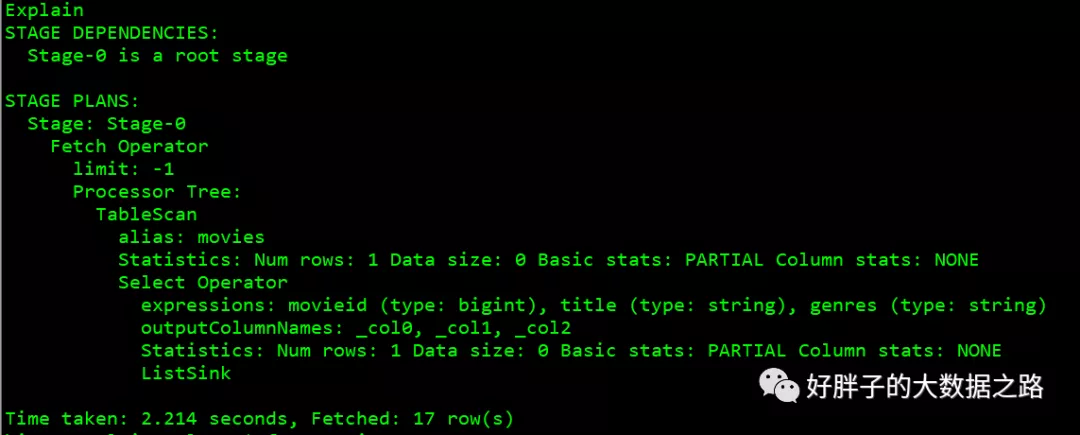 Explain
STAGE DEPENDENCIES:
  Stage-0 is a root stage

STAGE PLANS:
  Stage: Stage-0
    Fetch Operator
      limit: -1
      Processor Tree:
        TableScan
          alias: movies
          Statistics: Num rows: 1 Data size: 0 Basic stats: PARTIAL Column stats: NONE
          Select Operator
            expressions: movieid (type: bigint), title (type: string), genres (type: string)
            outputColumnNames: _col0, _col1, _col2
            Statistics: Num rows: 1 Data size: 0 Basic stats: PARTIAL Column stats: NONE
            ListSink
好胖子的大数据之路
Time taken: 2.214 seconds, Fetched: 17 row(s)